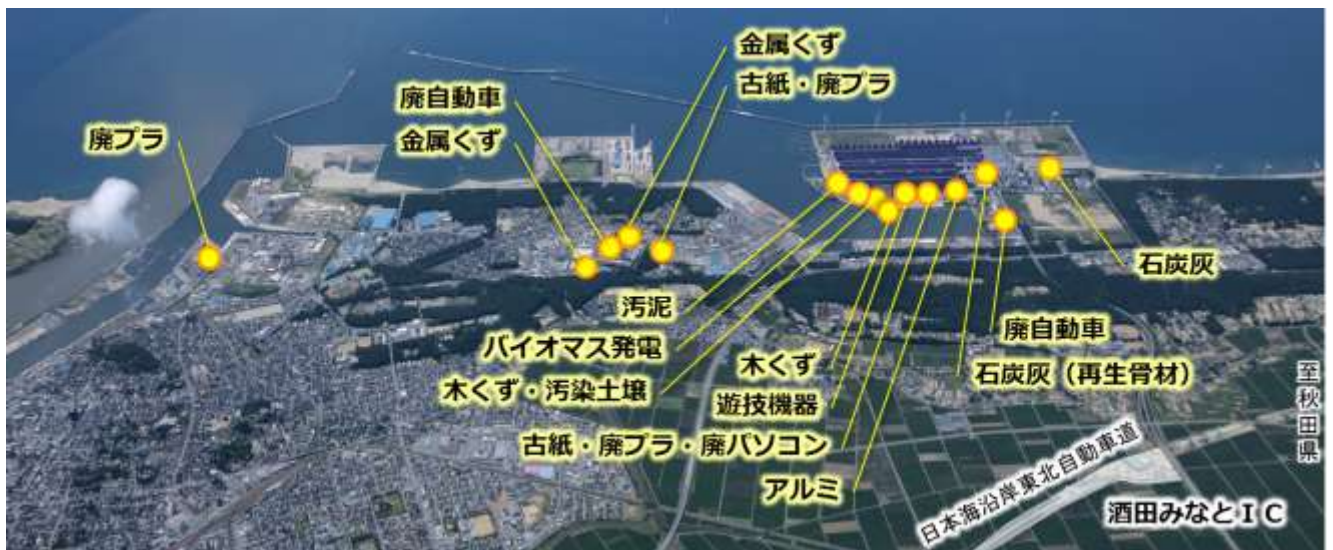 金属くず
古紙・廃プラ
廃自動車
金属くず
廃プラ
石炭灰
汚泥
廃自動車
バイオマス発電
木くず
石炭灰（再生骨材）
木くず・汚染土壌
遊技機器
古紙・廃プラ・廃パソコン
アルミ
至秋田県
日本海沿岸東北自動車道
酒田みなとＩＣ